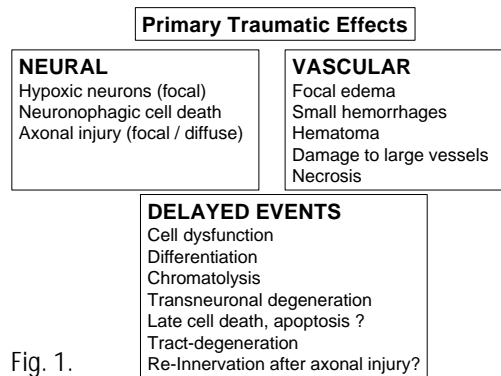 Primary Traumatic Effects
NEURAL
Hypoxic neurons (focal)
Neuronophagic cell death
Axonal injury (focal / diffuse)
VASCULAR
Focal edema
Small hemorrhages
Hematoma
Damage to large vessels
Necrosis
DELAYED EVENTS
Cell dysfunction
Differentiation
Chromatolysis
Transneuronal degeneration
Late cell death, apoptosis ?
Tract-degeneration
Re-Innervation after axonal injury?
Fig. 1.